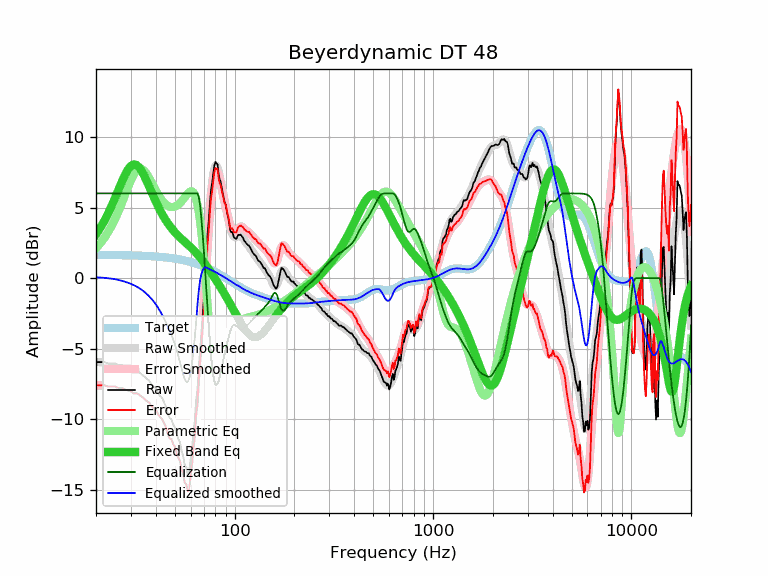 Beyerdynamic DT 48
Amplitude (dBr)
10
5
0
−5
−10
−15
Target
Raw Smoothed
Error Smoothed
Raw
Error
Parametric Eq
Fixed Band Eq
Equalization
Equalized smoothed
100
1000
10000
Frequency (Hz)